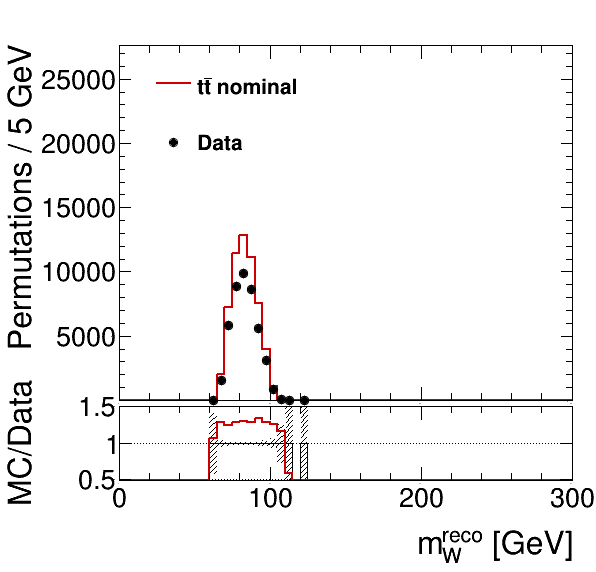 Permutations / 5 GeV
25000
20000
15000
10000
5000
tt̄ nominal
Data
MC/Data
1.5
1
0.5
0 100 200 300
m_W^reco [GeV]